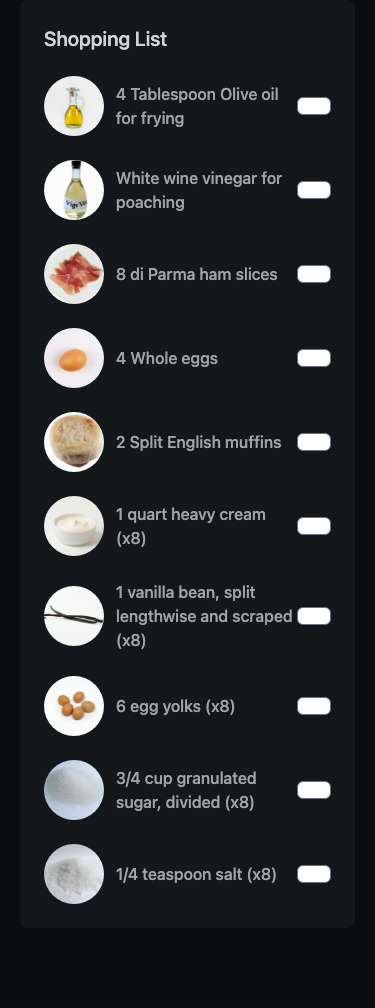 Shopping List
4 Tablespoon Olive oil
for frying
White wine vinegar for
poaching
8 di Parma ham slices
4 Whole eggs
2 Split English muffins
1 quart heavy cream
(x8)
1 vanilla bean, split
lengthwise and scraped
(x8)
6 egg yolks (x8)
3/4 cup granulated
sugar, divided (x8)
1/4 teaspoon salt (x8)